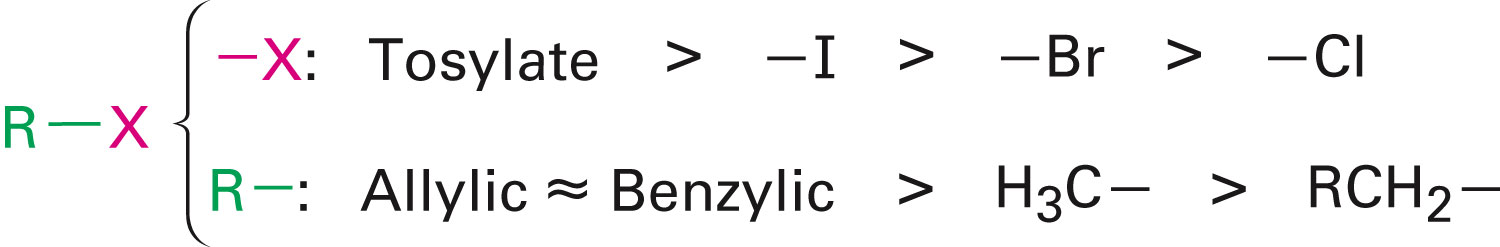 –X: Tosylate > –I > –Br > –Cl
R–X
R–: Allylic ≈ Benzylic > H₃C– > RCH₂–